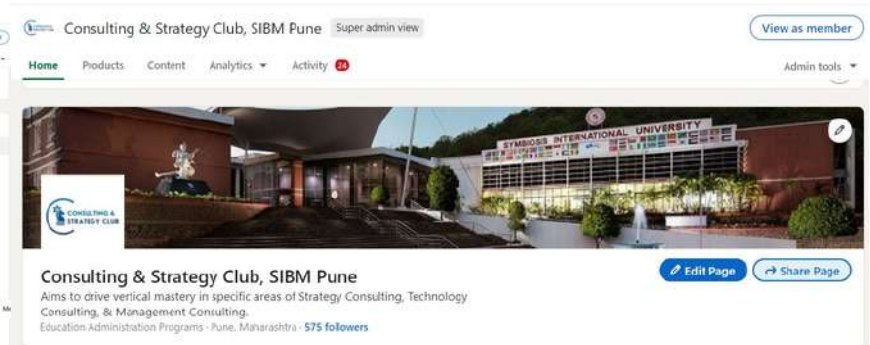 Consulting & Strategy Club, SIBM Pune Super admin view View as member
Home Products Content Analytics Activity 24 Admin tools
SYMBIOSIS INTERNATIONAL UNIVERSITY
CONSULTING &
STRATEGY CLUB
Edit Page Share Page
Consulting & Strategy Club, SIBM Pune
Aims to drive vertical mastery in specific areas of Strategy Consulting, Technology
Consulting, & Management Consulting.
Education Administration Programs · Pune, Maharashtra · 575 followers